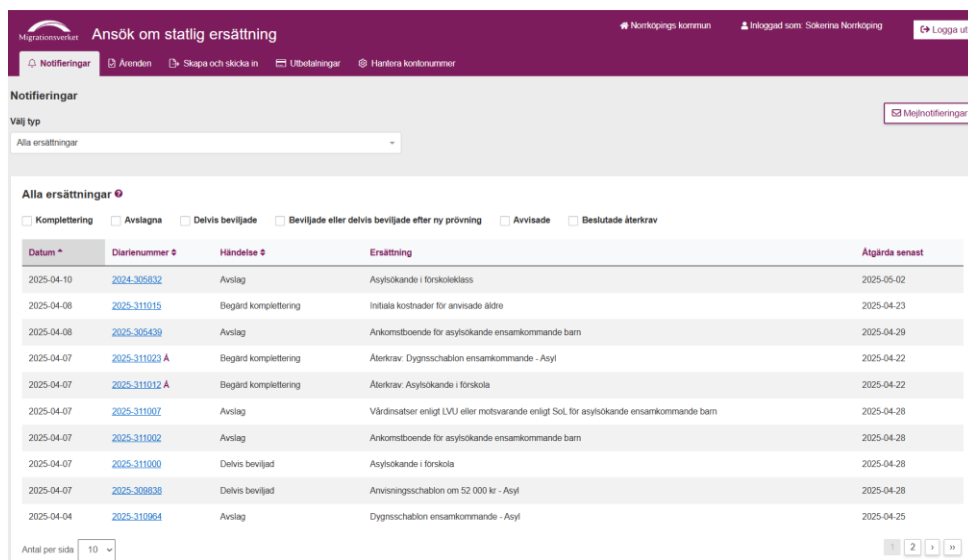 Migrationsverket Ansök om statlig ersättning Norrköpings kommun Inloggad som: Sökerina Norrköping Logga ut
Notifieringar Ärenden Skapa och skicka in Utbetalningar Hantera kontonummer
Notifieringar
Mejlnotifieringar
Välj typ
Alla ersättningar
Alla ersättningar ?
Komplettering Avslagna Delvis beviljade Beviljade eller delvis beviljade efter ny prövning Avvisade Beslutade återkrav
Datum Diarienummer Händelse Ersättning Åtgärda senast
2025-04-10 2024-305832 Avslag Asylsökande i förskoleklass 2025-05-02
2025-04-08 2025-311015 Begärd komplettering Initiala kostnader för anvisade äldre 2025-04-23
2025-04-08 2025-305439 Avslag Ankomstboende för asylsökande ensamkommande barn 2025-04-29
2025-04-07 2025-311023 Å Begärd komplettering Återkrav: Dygnsschablon ensamkommande - Asyl 2025-04-22
2025-04-07 2025-311012 Å Begärd komplettering Återkrav: Asylsökande i förskola 2025-04-22
2025-04-07 2025-311007 Avslag Vårdinsatser enligt LVU eller motsvarande enligt SoL för asylsökande ensamkommande barn 2025-04-28
2025-04-07 2025-311002 Avslag Ankomstboende för asylsökande ensamkommande barn 2025-04-28
2025-04-07 2025-311000 Delvis beviljad Asylsökande i förskola 2025-04-28
2025-04-07 2025-309838 Delvis beviljad Anvisningsschablon om 52 000 kr - Asyl 2025-04-28
2025-04-04 2025-310964 Avslag Dygnsschablon ensamkommande - Asyl 2025-04-25
Antal per sida 10 1 2 › »